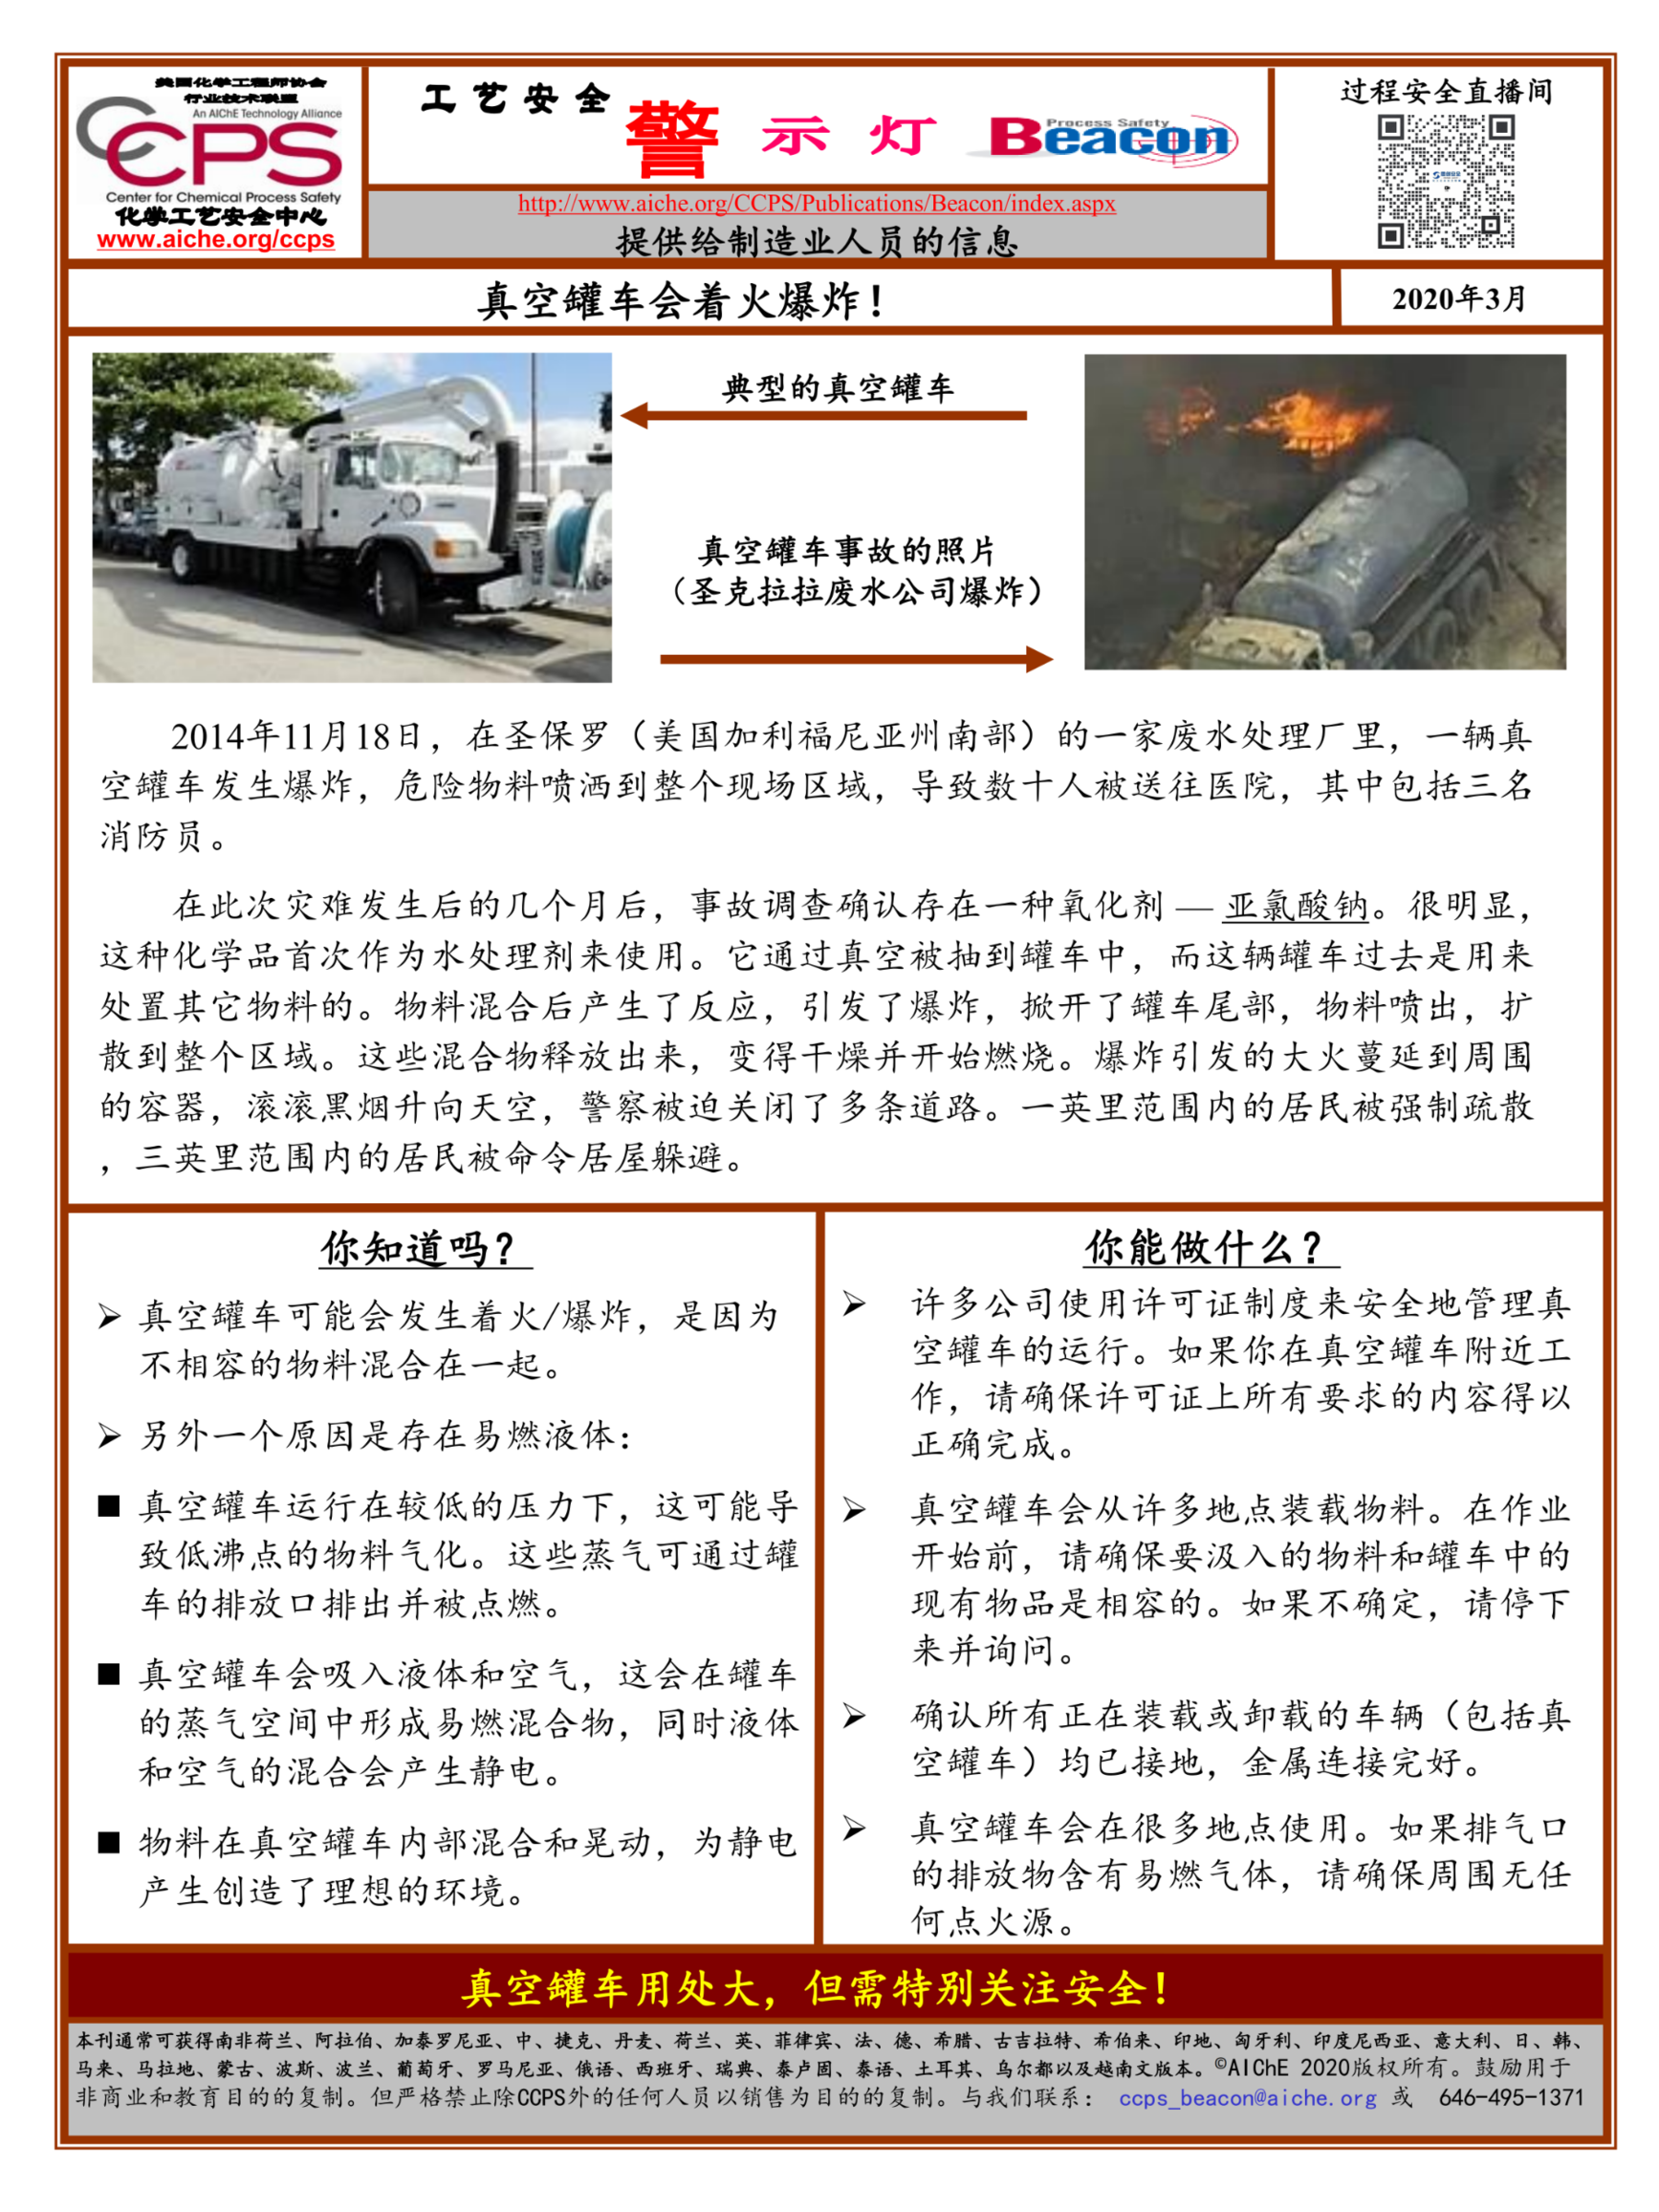 美国化学工程师协会
行业技术联盟
An AIChE Technology Alliance
CCPS
Center for Chemical Process Safety
化学工艺安全中心
www.aiche.org/ccps
工艺安全
警示灯
Process Safety
Beacon
http://www.aiche.org/CCPS/Publications/Beacon/index.aspx
提供给制造业人员的信息
过程安全直播间
真空罐车会着火爆炸！
2020年3月
典型的真空罐车
真空罐车事故的照片
（圣克拉拉废水公司爆炸）
2014年11月18日，在圣保罗（美国加利福尼亚州南部）的一家废水处理厂里，一辆真
空罐车发生爆炸，危险物料喷洒到整个现场区域，导致数十人被送往医院，其中包括三名
消防员。
在此次灾难发生后的几个月后，事故调查确认存在一种氧化剂 — 亚氯酸钠。很明显，
这种化学品首次作为水处理剂来使用。它通过真空被抽到罐车中，而这辆罐车过去是用来
处置其它物料的。物料混合后产生了反应，引发了爆炸，掀开了罐车尾部，物料喷出，扩
散到整个区域。这些混合物释放出来，变得干燥并开始燃烧。爆炸引发的大火蔓延到周围
的容器，滚滚黑烟升向天空，警察被迫关闭了多条道路。一英里范围内的居民被强制疏散
，三英里范围内的居民被命令居屋躲避。
你知道吗？
➢ 真空罐车可能会发生着火/爆炸，是因为
不相容的物料混合在一起。
➢ 另外一个原因是存在易燃液体：
■ 真空罐车运行在较低的压力下，这可能导
致低沸点的物料气化。这些蒸气可通过罐
车的排放口排出并被点燃。
■ 真空罐车会吸入液体和空气，这会在罐车
的蒸气空间中形成易燃混合物，同时液体
和空气的混合会产生静电。
■ 物料在真空罐车内部混合和晃动，为静电
产生创造了理想的环境。
你能做什么？
➢ 许多公司使用许可证制度来安全地管理真
空罐车的运行。如果你在真空罐车附近工
作，请确保许可证上所有要求的内容得以
正确完成。
➢ 真空罐车会从许多地点装载物料。在作业
开始前，请确保要汲入的物料和罐车中的
现有物品是相容的。如果不确定，请停下
来并询问。
➢ 确认所有正在装载或卸载的车辆（包括真
空罐车）均已接地，金属连接完好。
➢ 真空罐车会在很多地点使用。如果排气口
的排放物含有易燃气体，请确保周围无任
何点火源。
真空罐车用处大，但需特别关注安全！
本刊通常可获得南非荷兰、阿拉伯、加泰罗尼亚、中、捷克、丹麦、荷兰、英、菲律宾、法、德、希腊、古吉拉特、希伯来、印地、匈牙利、印度尼西亚、意大利、日、韩、
马来、马拉地、蒙古、波斯、波兰、葡萄牙、罗马尼亚、俄语、西班牙、瑞典、泰卢固、泰语、土耳其、乌尔都以及越南文版本。©AIChE 2020版权所有。鼓励用于
非商业和教育目的的复制。但严格禁止除CCPS外的任何人员以销售为目的的复制。与我们联系： ccps_beacon@aiche.org 或 646-495-1371